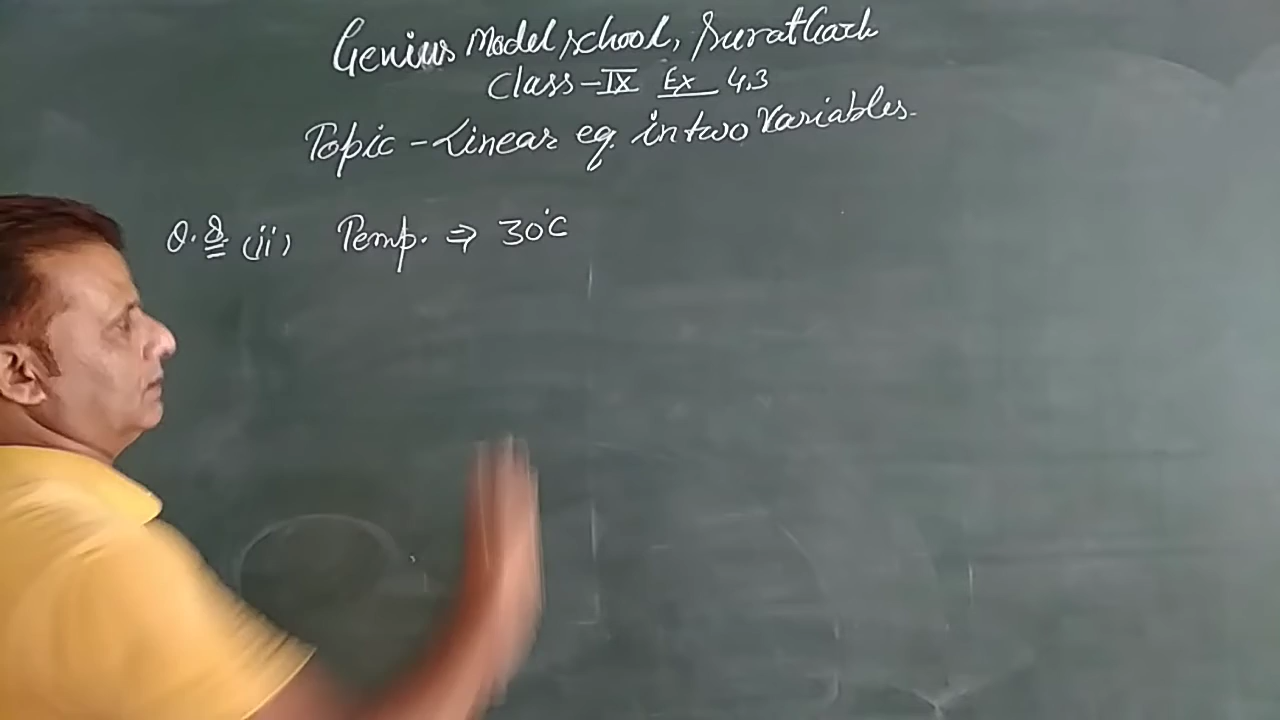 Genius Model School, SuratGarh
Class-IX Ex 4.3
Topic - Linear eq. in two Variables.
Q.8 (ii) Temp. ⇒ 30°C